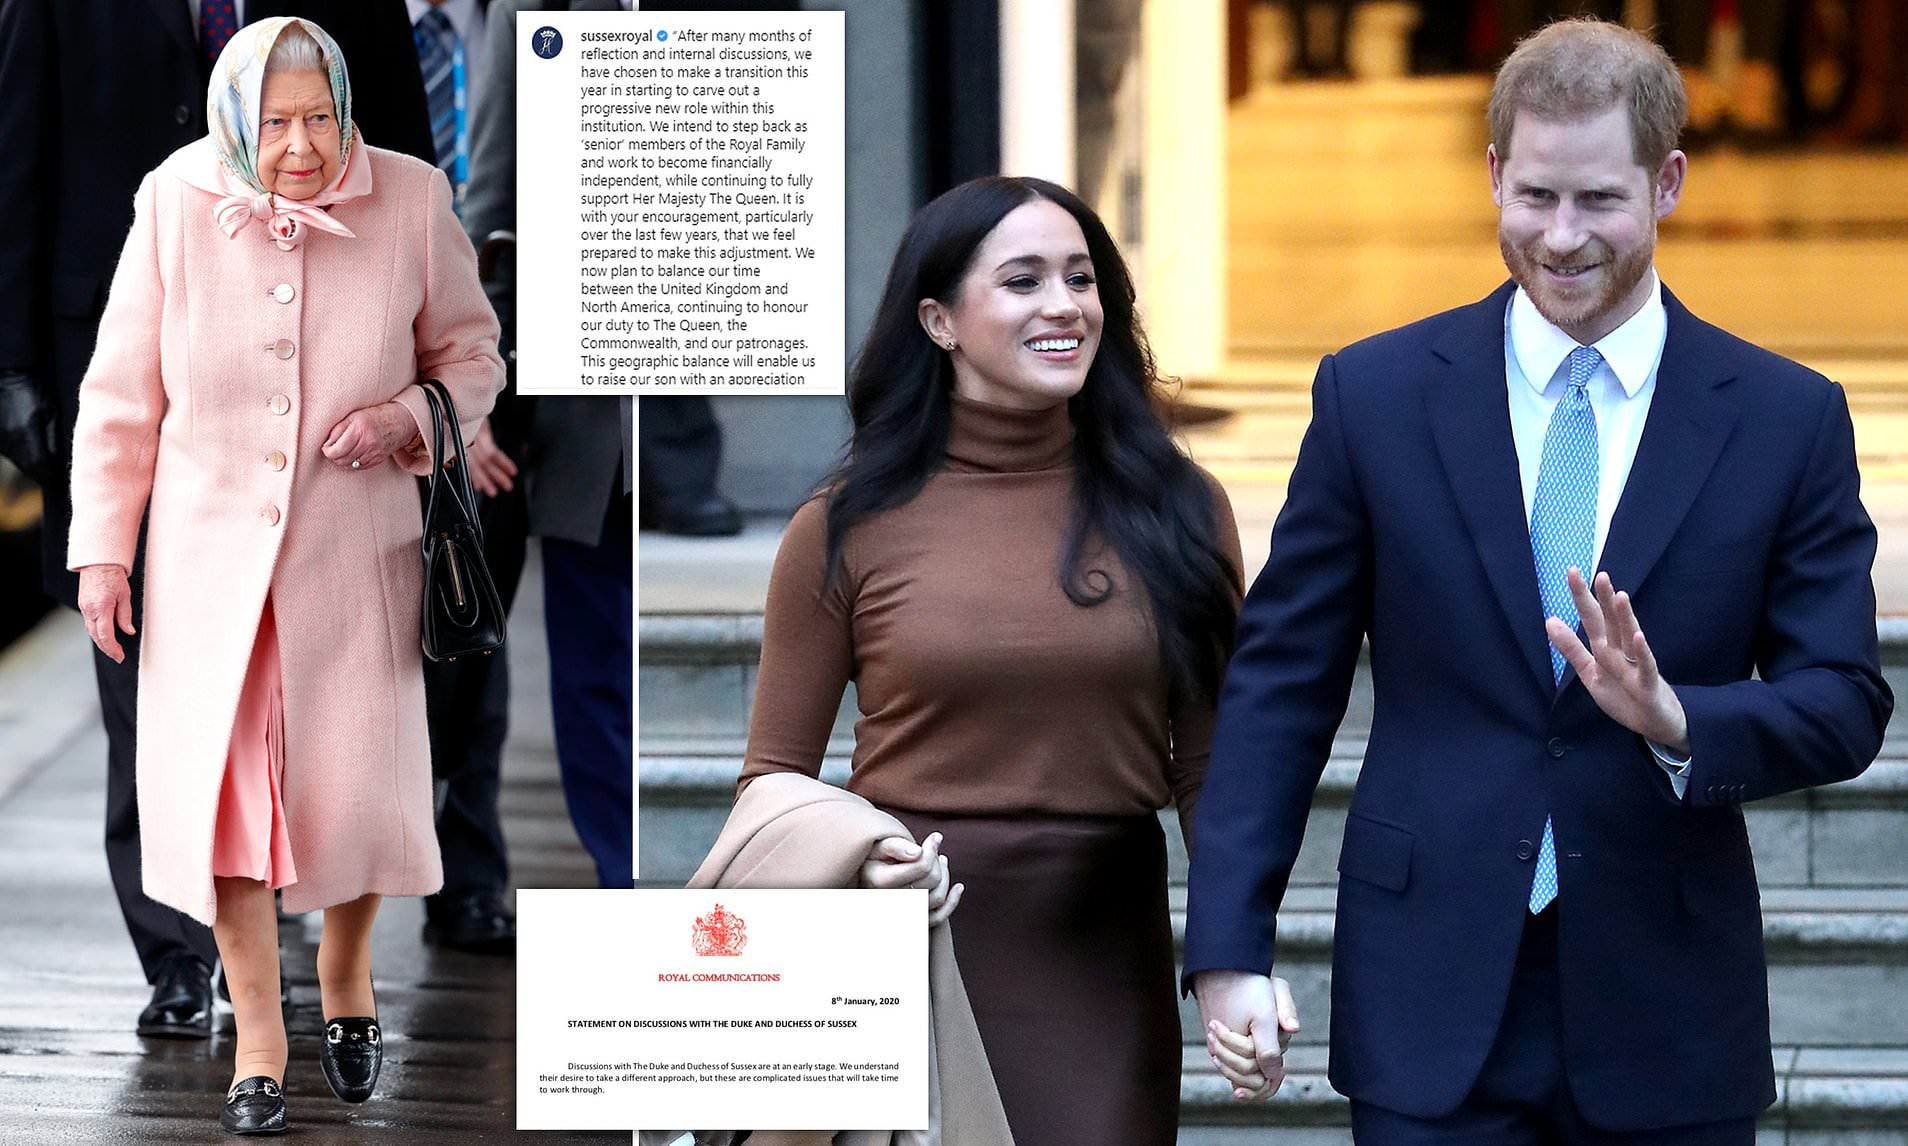 sussexroyal "After many months of
reflection and internal discussions, we
have chosen to make a transition this
year in starting to carve out a
progressive new role within this
institution. We intend to step back as
‘senior’ members of the Royal Family
and work to become financially
independent, while continuing to fully
support Her Majesty The Queen. It is
with your encouragement, particularly
over the last few years, that we feel
prepared to make this adjustment. We
now plan to balance our time
between the United Kingdom and
North America, continuing to honour
our duty to The Queen, the
Commonwealth, and our patronages.
This geographic balance will enable us
to raise our son with an appreciation
ROYAL COMMUNICATIONS
8th January, 2020
STATEMENT ON DISCUSSIONS WITH THE DUKE AND DUCHESS OF SUSSEX
Discussions with The Duke and Duchess of Sussex are at an early stage. We understand
their desire to take a different approach, but these are complicated issues that will take time
to work through.